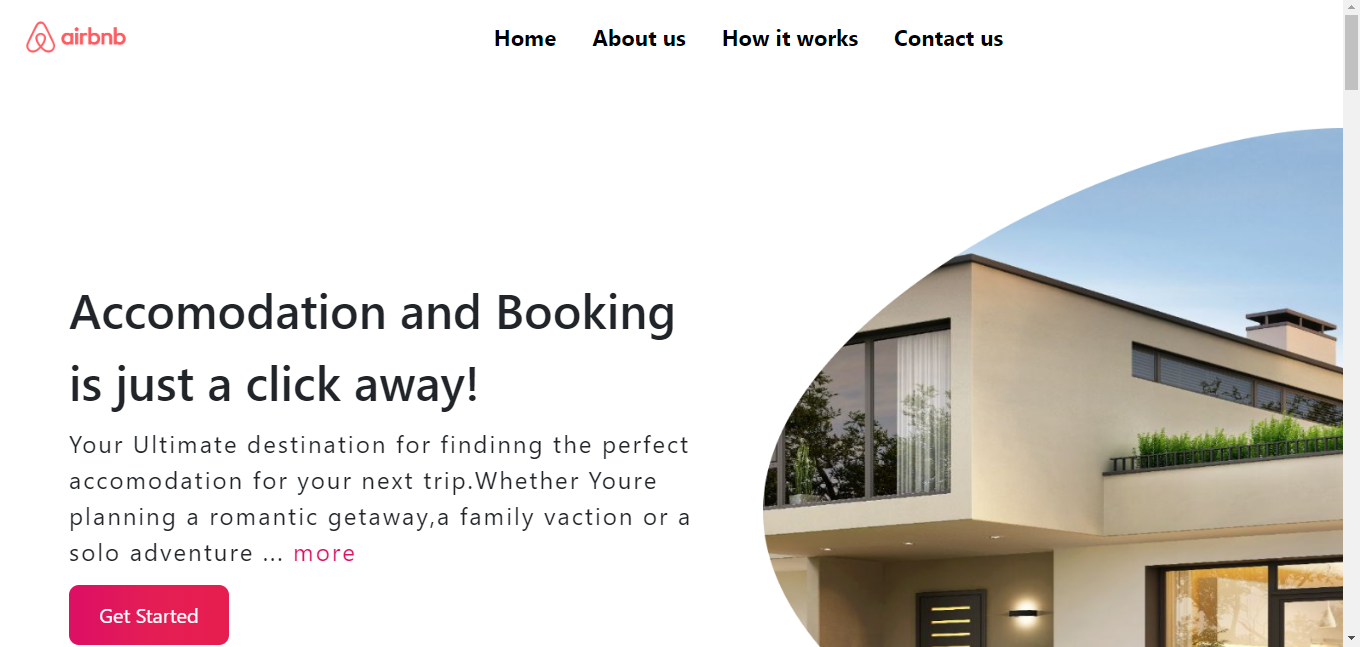 airbnb
Home About us How it works Contact us
Accomodation and Booking
is just a click away!
Your Ultimate destination for findinng the perfect
accomodation for your next trip.Whether Youre
planning a romantic getaway,a family vaction or a
solo adventure ... more
Get Started